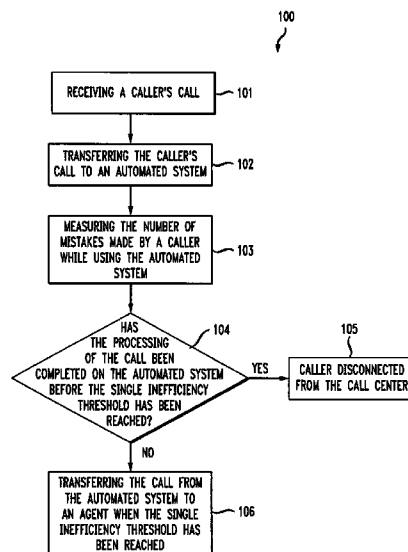 100
RECEIVING A CALLER'S CALL
101
TRANSFERRING THE CALLER'S
CALL TO AN AUTOMATED SYSTEM
102
MEASURING THE NUMBER OF
MISTAKES MADE BY A CALLER
WHILE USING THE AUTOMATED
SYSTEM
103
HAS
THE PROCESSING
OF THE CALL BEEN
COMPLETED ON THE AUTOMATED SYSTEM
BEFORE THE SINGLE INEFFICIENCY
THRESHOLD HAS BEEN
REACHED?
104
YES
105
CALLER DISCONNECTED
FROM THE CALL CENTER
NO
TRANSFERRING THE CALL FROM
THE AUTOMATED SYSTEM TO
AN AGENT WHEN THE SINGLE
INEFFICIENCY THRESHOLD HAS
BEEN REACHED
106